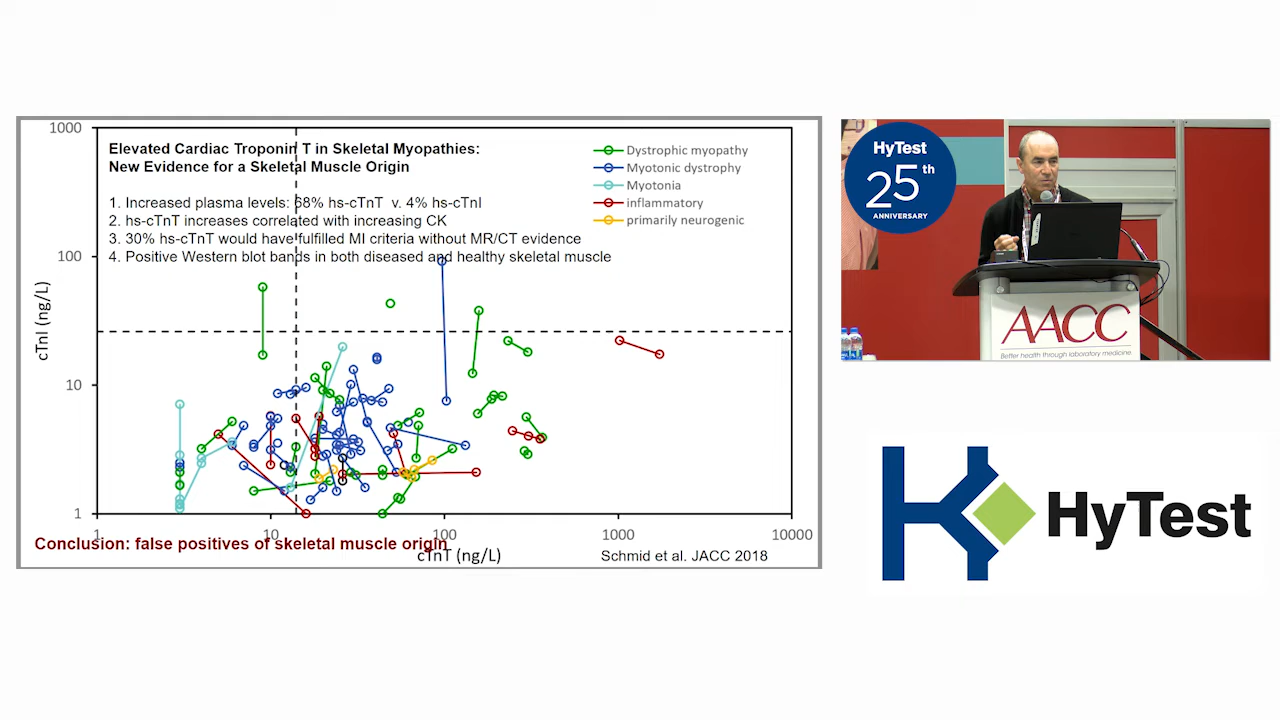 1000
100
10
1
cTnI (ng/L)
Elevated Cardiac Troponin T in Skeletal Myopathies:
New Evidence for a Skeletal Muscle Origin
1. Increased plasma levels: 68% hs-cTnT v. 4% hs-cTnI
2. hs-cTnT increases correlated with increasing CK
3. 30% hs-cTnT would have fulfilled MI criteria without MR/CT evidence
4. Positive Western blot bands in both diseased and healthy skeletal muscle
Dystrophic myopathy
Myotonic dystrophy
Myotonia
inflammatory
primarily neurogenic
1 10 100 1000 10000
Conclusion: false positives of skeletal muscle origin
cTnT (ng/L)
Schmid et al. JACC 2018
HyTest
25th
ANNIVERSARY
AACC
Better health through laboratory medicine.
HyTest